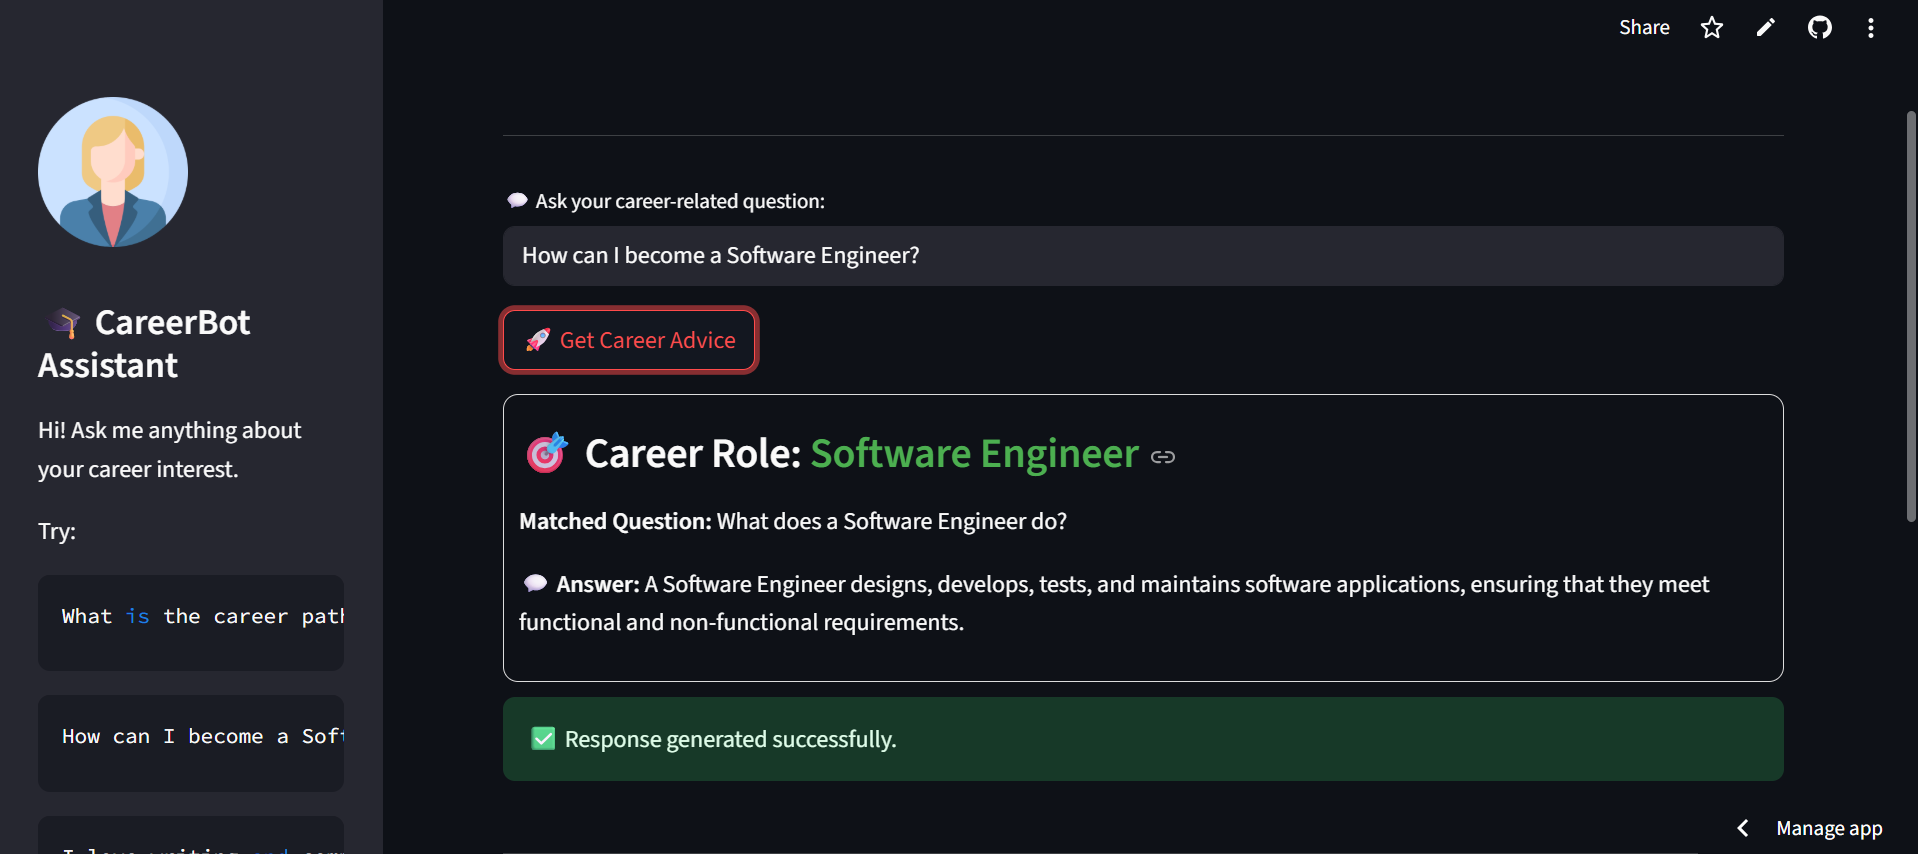 Share
🎓 CareerBot
Assistant
Hi! Ask me anything about
your career interest.
Try:
What is the career path
How can I become a Soft
💬 Ask your career-related question:
How can I become a Software Engineer?
🚀 Get Career Advice
🎯 Career Role: Software Engineer
Matched Question: What does a Software Engineer do?
💬 Answer: A Software Engineer designs, develops, tests, and maintains software applications, ensuring that they meet
functional and non-functional requirements.
✅ Response generated successfully.
Manage app